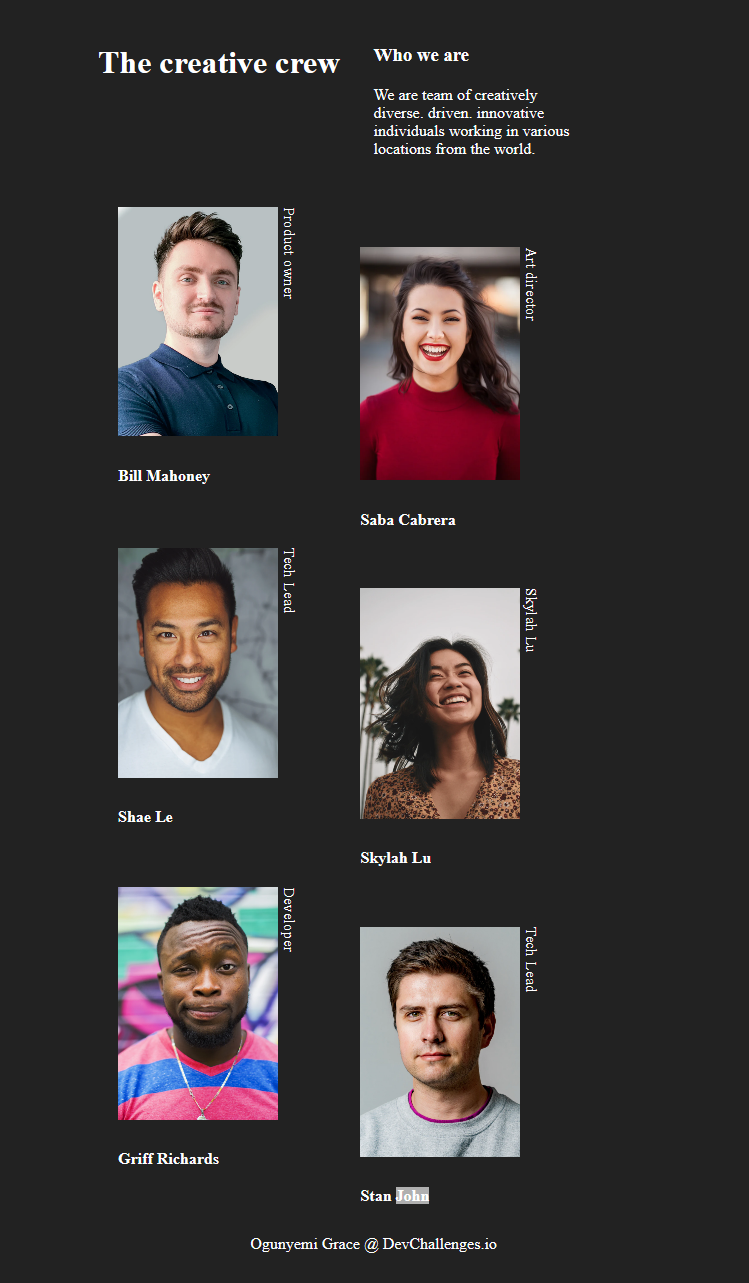 The creative crew
Who we are
We are team of creatively
diverse. driven. innovative
individuals working in various
locations from the world.
Product owner
Bill Mahoney
Art director
Saba Cabrera
Tech Lead
Shae Le
Skylah Lu
Skylah Lu
Developer
Griff Richards
Tech Lead
Stan John
Ogunyemi Grace @ DevChallenges.io